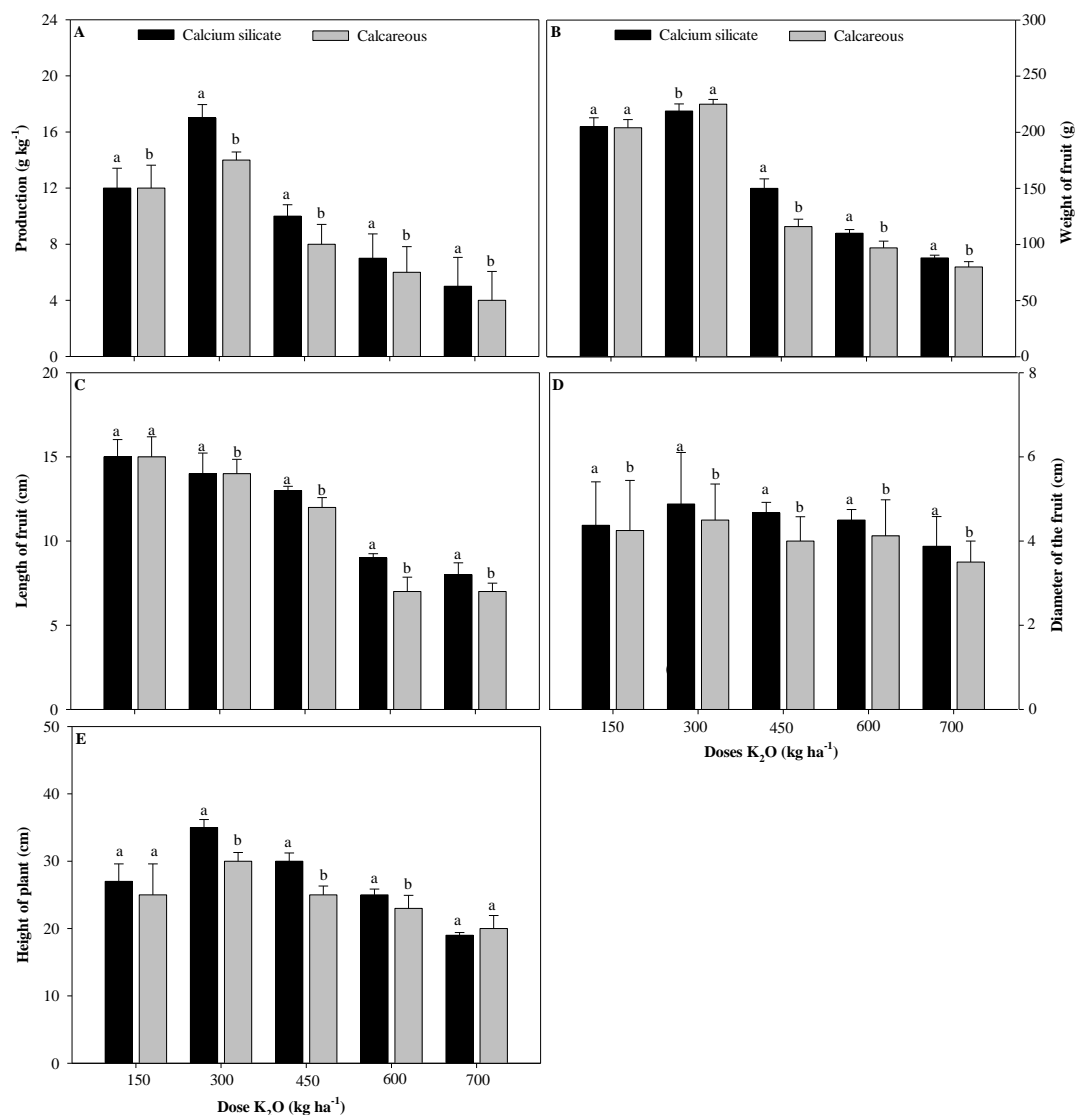 A
Calcium silicate
Calcareous
24
20
16
12
8
4
0
Production (g kg⁻¹)
a b a b a b a b a b
B
Calcium silicate
Calcareous
300
250
200
150
100
50
0
Weight of fruit (g)
a a b a a b a b a b
C
20
15
10
5
0
Length of fruit (cm)
a a a b a b a b a b
D
8
6
4
2
0
Diameter of the fruit (cm)
a b a b a b a b a b
150 300 450 600 700
Doses K₂O (kg ha⁻¹)
E
50
40
30
20
10
0
Height of plant (cm)
a a a b a b a b a a
150 300 450 600 700
Dose K₂O (kg ha⁻¹)